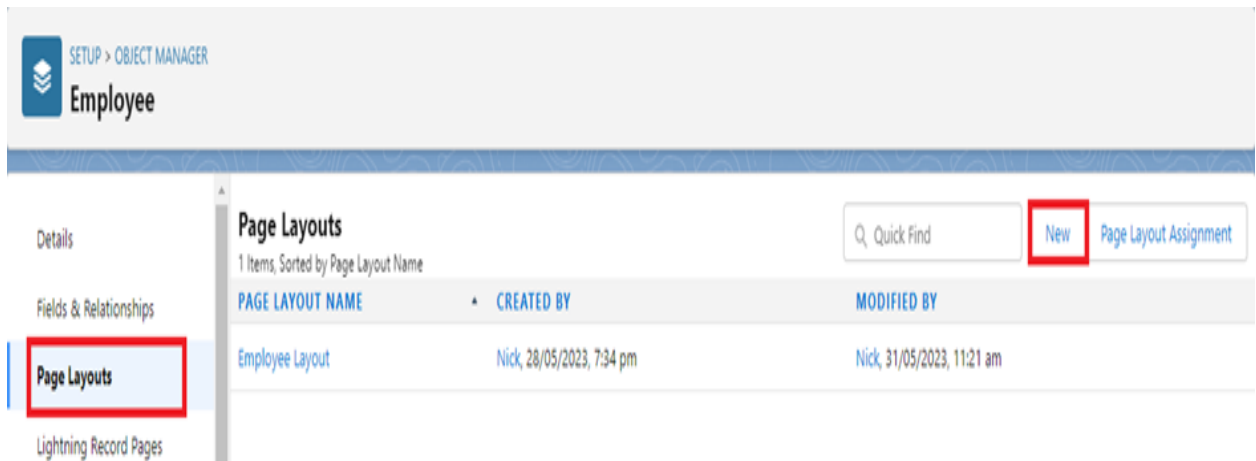 SETUP > OBJECT MANAGER
Employee
Details
Fields & Relationships
Page Layouts
Lightning Record Pages
Page Layouts
1 Items, Sorted by Page Layout Name
Quick Find
New
Page Layout Assignment
PAGE LAYOUT NAME CREATED BY MODIFIED BY
Employee Layout Nick, 28/05/2023, 7:34 pm Nick, 31/05/2023, 11:21 am